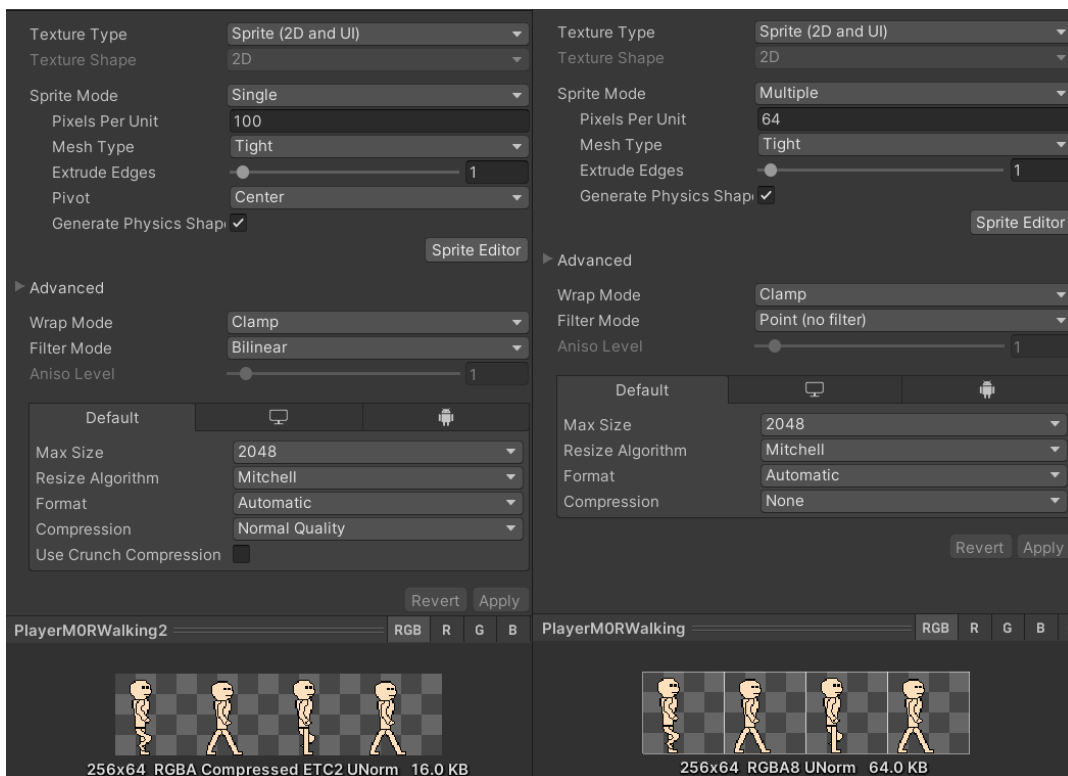 Texture Type Sprite (2D and UI)
Texture Shape 2D
Sprite Mode Single
Pixels Per Unit 100
Mesh Type Tight
Extrude Edges 1
Pivot Center
Generate Physics Shap
Sprite Editor
Advanced
Wrap Mode Clamp
Filter Mode Bilinear
Aniso Level 1
Default
Max Size 2048
Resize Algorithm Mitchell
Format Automatic
Compression Normal Quality
Use Crunch Compression
Revert Apply
PlayerM0RWalking2 RGB R G B
256x64 RGBA Compressed ETC2 UNorm 16.0 KB
Texture Type Sprite (2D and UI)
Texture Shape 2D
Sprite Mode Multiple
Pixels Per Unit 64
Mesh Type Tight
Extrude Edges 1
Generate Physics Shap
Sprite Editor
Advanced
Wrap Mode Clamp
Filter Mode Point (no filter)
Aniso Level 1
Default
Max Size 2048
Resize Algorithm Mitchell
Format Automatic
Compression None
Revert Apply
PlayerM0RWalking RGB R G B
256x64 RGBA8 UNorm 64.0 KB